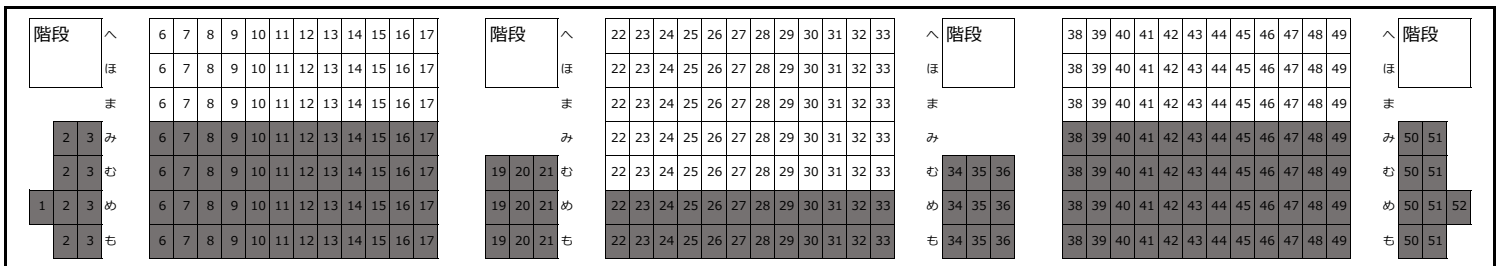 階段 へ 6 7 8 9 10 11 12 13 14 15 16 17 階段 へ 22 23 24 25 26 27 28 29 30 31 32 33 へ 階段 38 39 40 41 42 43 44 45 46 47 48 49 へ 階段
ほ 6 7 8 9 10 11 12 13 14 15 16 17 ほ 22 23 24 25 26 27 28 29 30 31 32 33 ほ 38 39 40 41 42 43 44 45 46 47 48 49 ほ
ま 6 7 8 9 10 11 12 13 14 15 16 17 ま 22 23 24 25 26 27 28 29 30 31 32 33 ま 38 39 40 41 42 43 44 45 46 47 48 49 ま
2 3 み 6 7 8 9 10 11 12 13 14 15 16 17 み 22 23 24 25 26 27 28 29 30 31 32 33 み 38 39 40 41 42 43 44 45 46 47 48 49 み 50 51
2 3 む 6 7 8 9 10 11 12 13 14 15 16 17 19 20 21 む 22 23 24 25 26 27 28 29 30 31 32 33 む 34 35 36 38 39 40 41 42 43 44 45 46 47 48 49 む 50 51
1 2 3 め 6 7 8 9 10 11 12 13 14 15 16 17 19 20 21 め 22 23 24 25 26 27 28 29 30 31 32 33 め 34 35 36 38 39 40 41 42 43 44 45 46 47 48 49 め 50 51 52
2 3 も 6 7 8 9 10 11 12 13 14 15 16 17 19 20 21 も 22 23 24 25 26 27 28 29 30 31 32 33 も 34 35 36 38 39 40 41 42 43 44 45 46 47 48 49 も 50 51